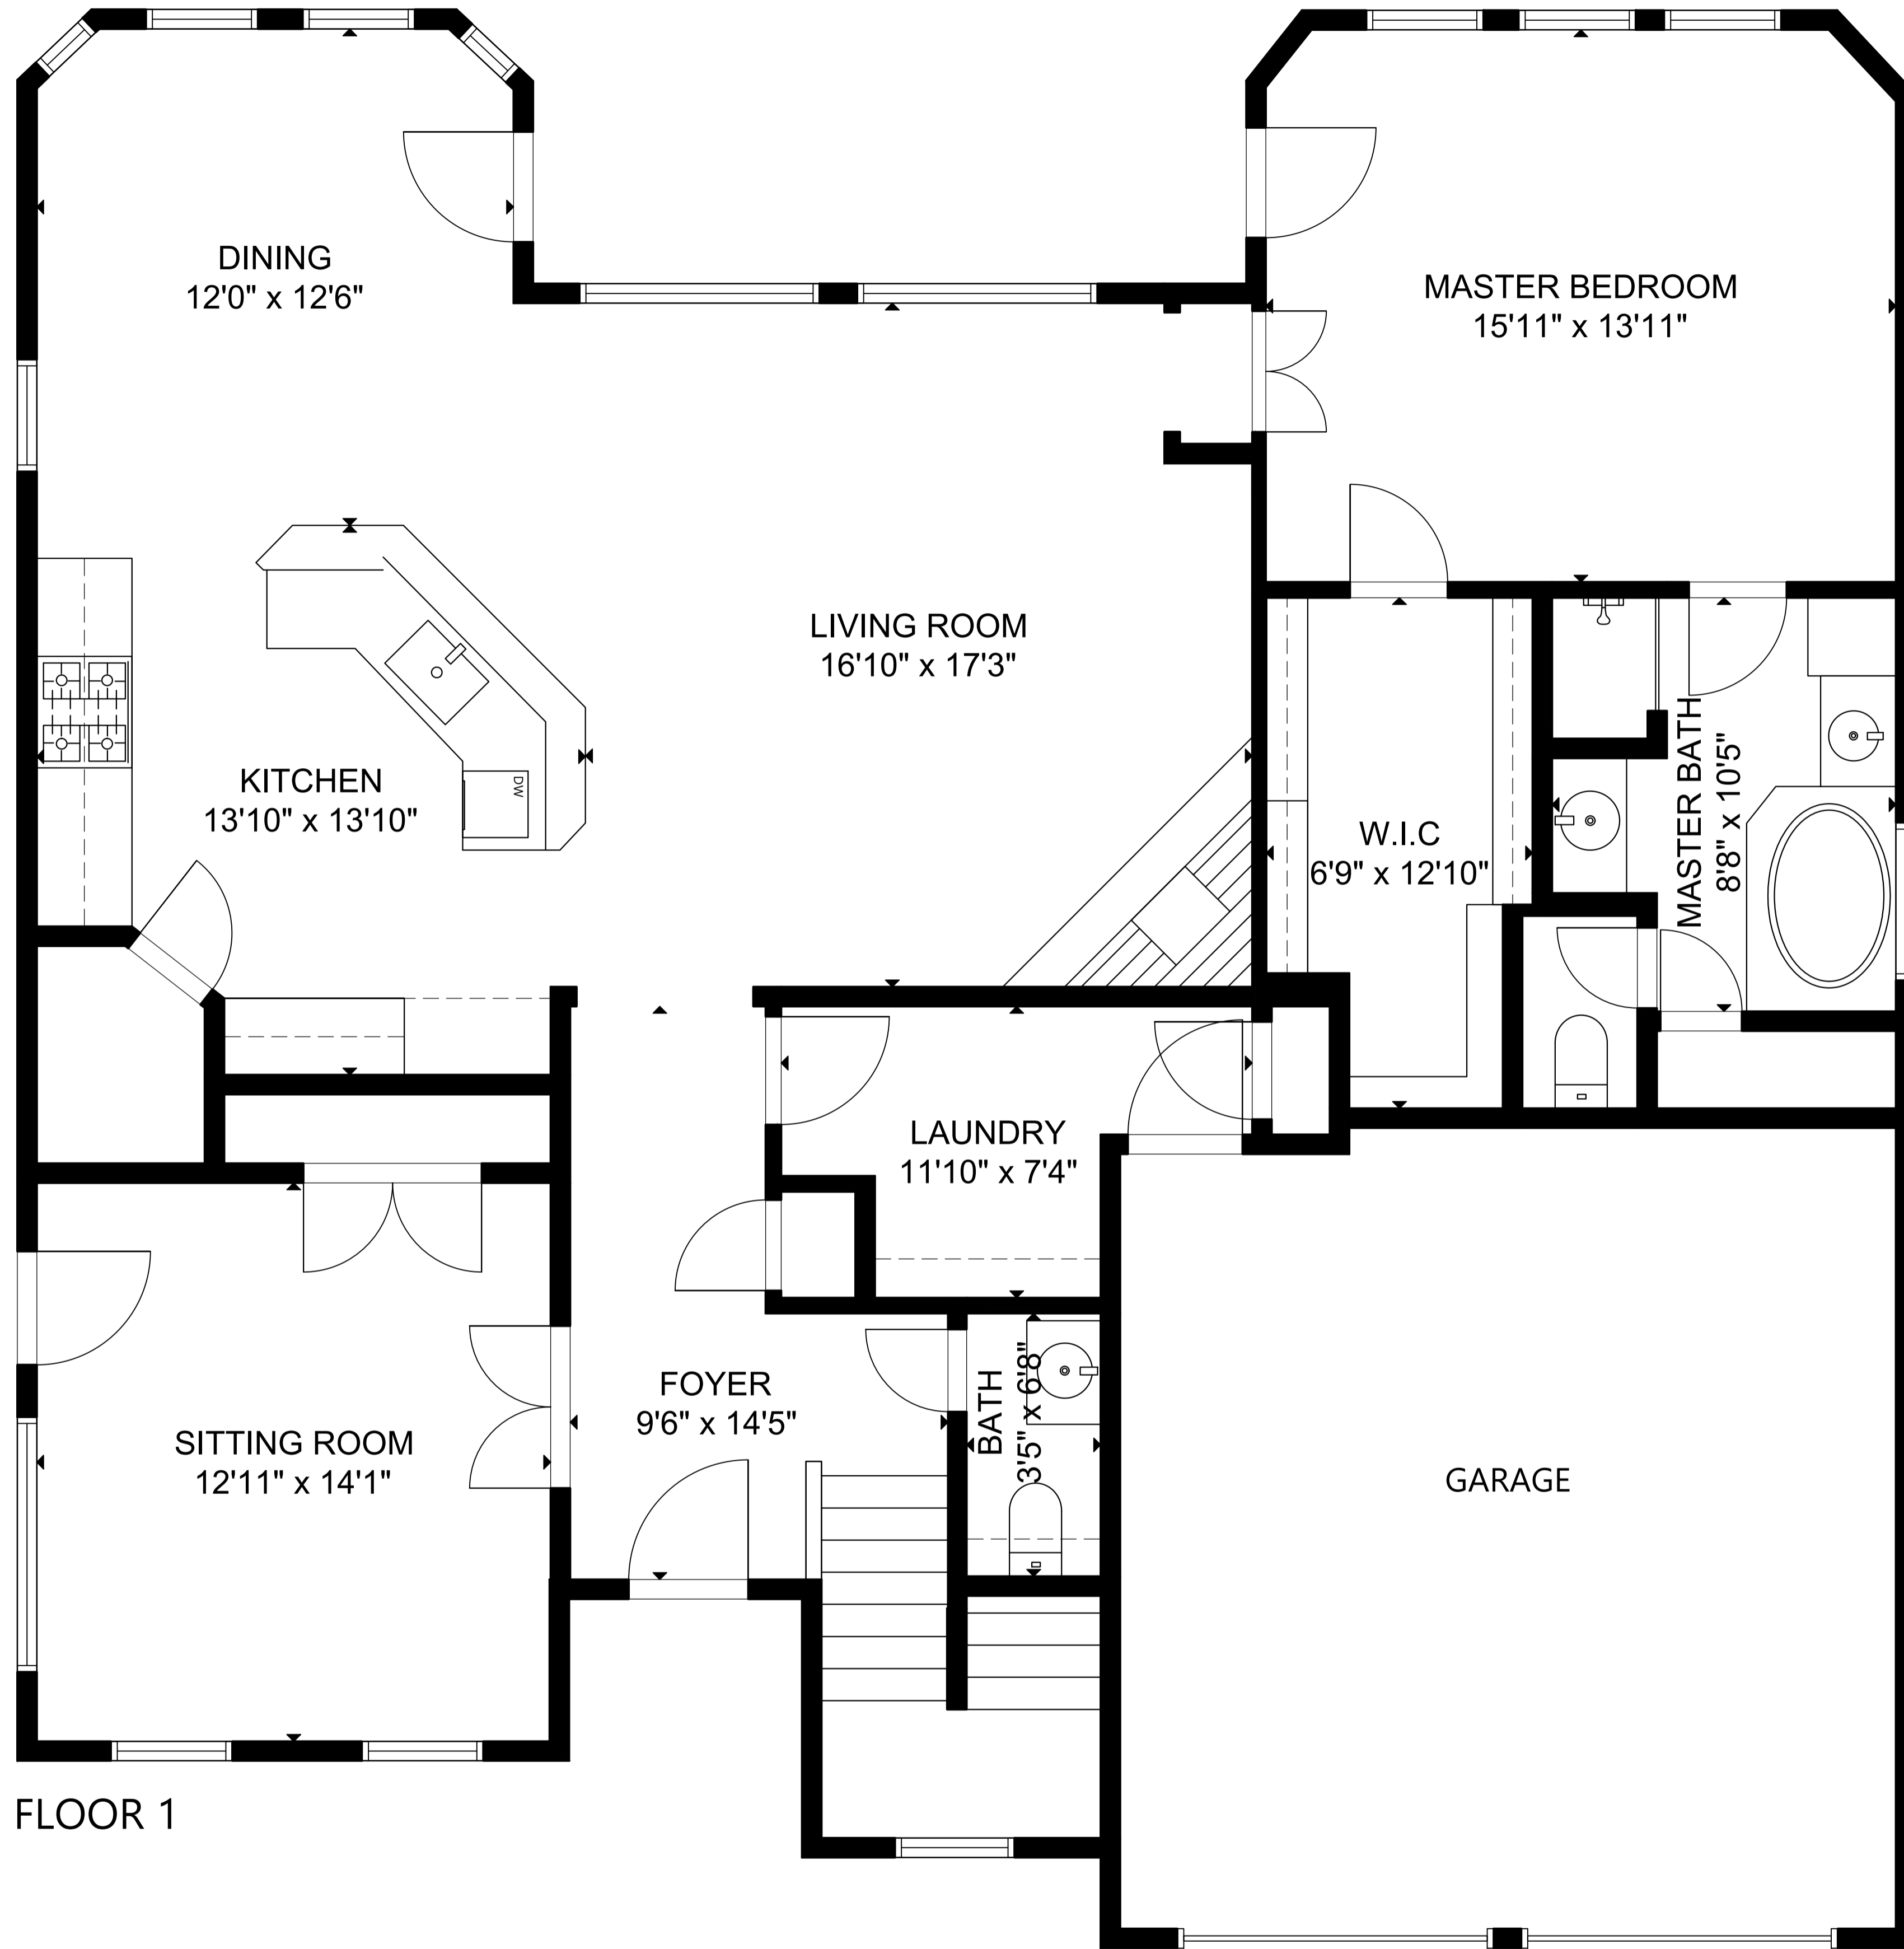 DINING
12'0" x 12'6"
MASTER BEDROOM
15'11" x 13'11"
LIVING ROOM
16'10" x 17'3"
KITCHEN
13'10" x 13'10"
DW
W.I.C
6'9" x 12'10"
MASTER BATH
8'8" x 10'5"
LAUNDRY
11'10" x 7'4"
FOYER
9'6" x 14'5"
BATH
3'5" x 6'8"
SITTING ROOM
12'11" x 14'1"
GARAGE
FLOOR 1